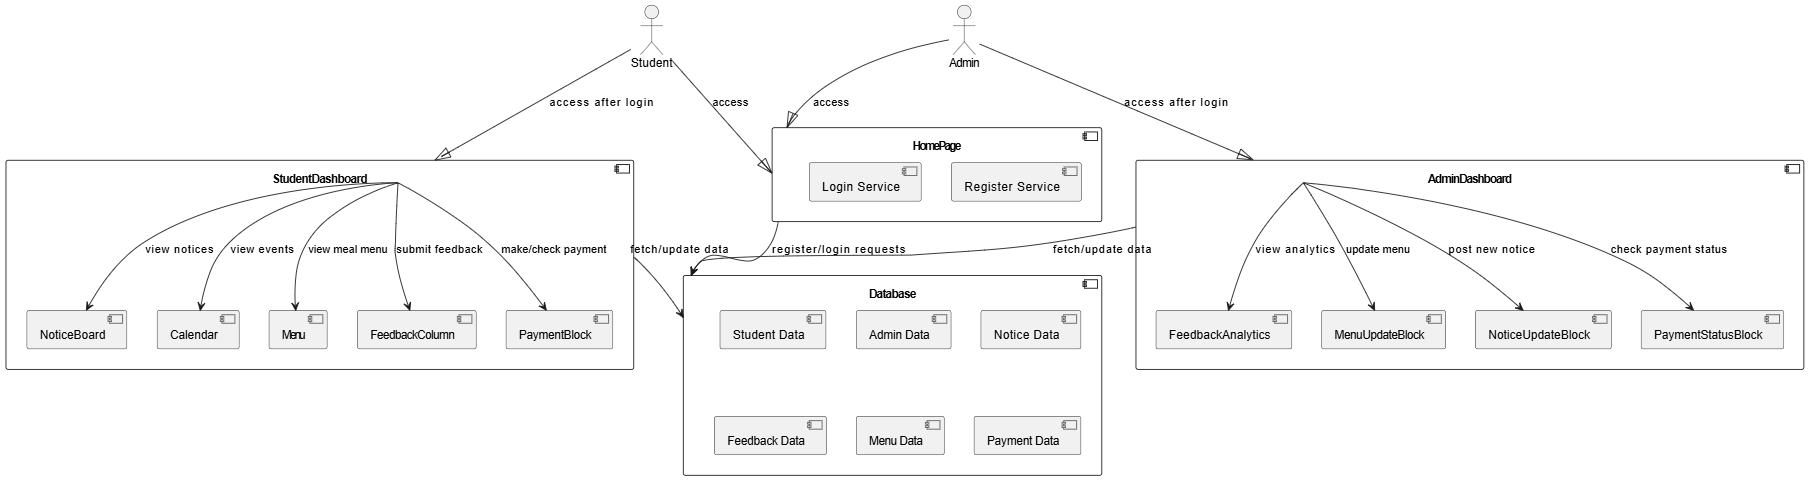 Student
Admin
access after login
access
access
access after login
HomePage
Login Service
Register Service
StudentDashboard
AdminDashboard
view notices
view events
view meal menu
submit feedback
make/check payment
fetch/update data
register/login requests
fetch/update data
view analytics
update menu
post new notice
check payment status
Database
NoticeBoard
Calendar
Menu
FeedbackColumn
PaymentBlock
Student Data
Admin Data
Notice Data
FeedbackAnalytics
MenuUpdateBlock
NoticeUpdateBlock
PaymentStatusBlock
Feedback Data
Menu Data
Payment Data